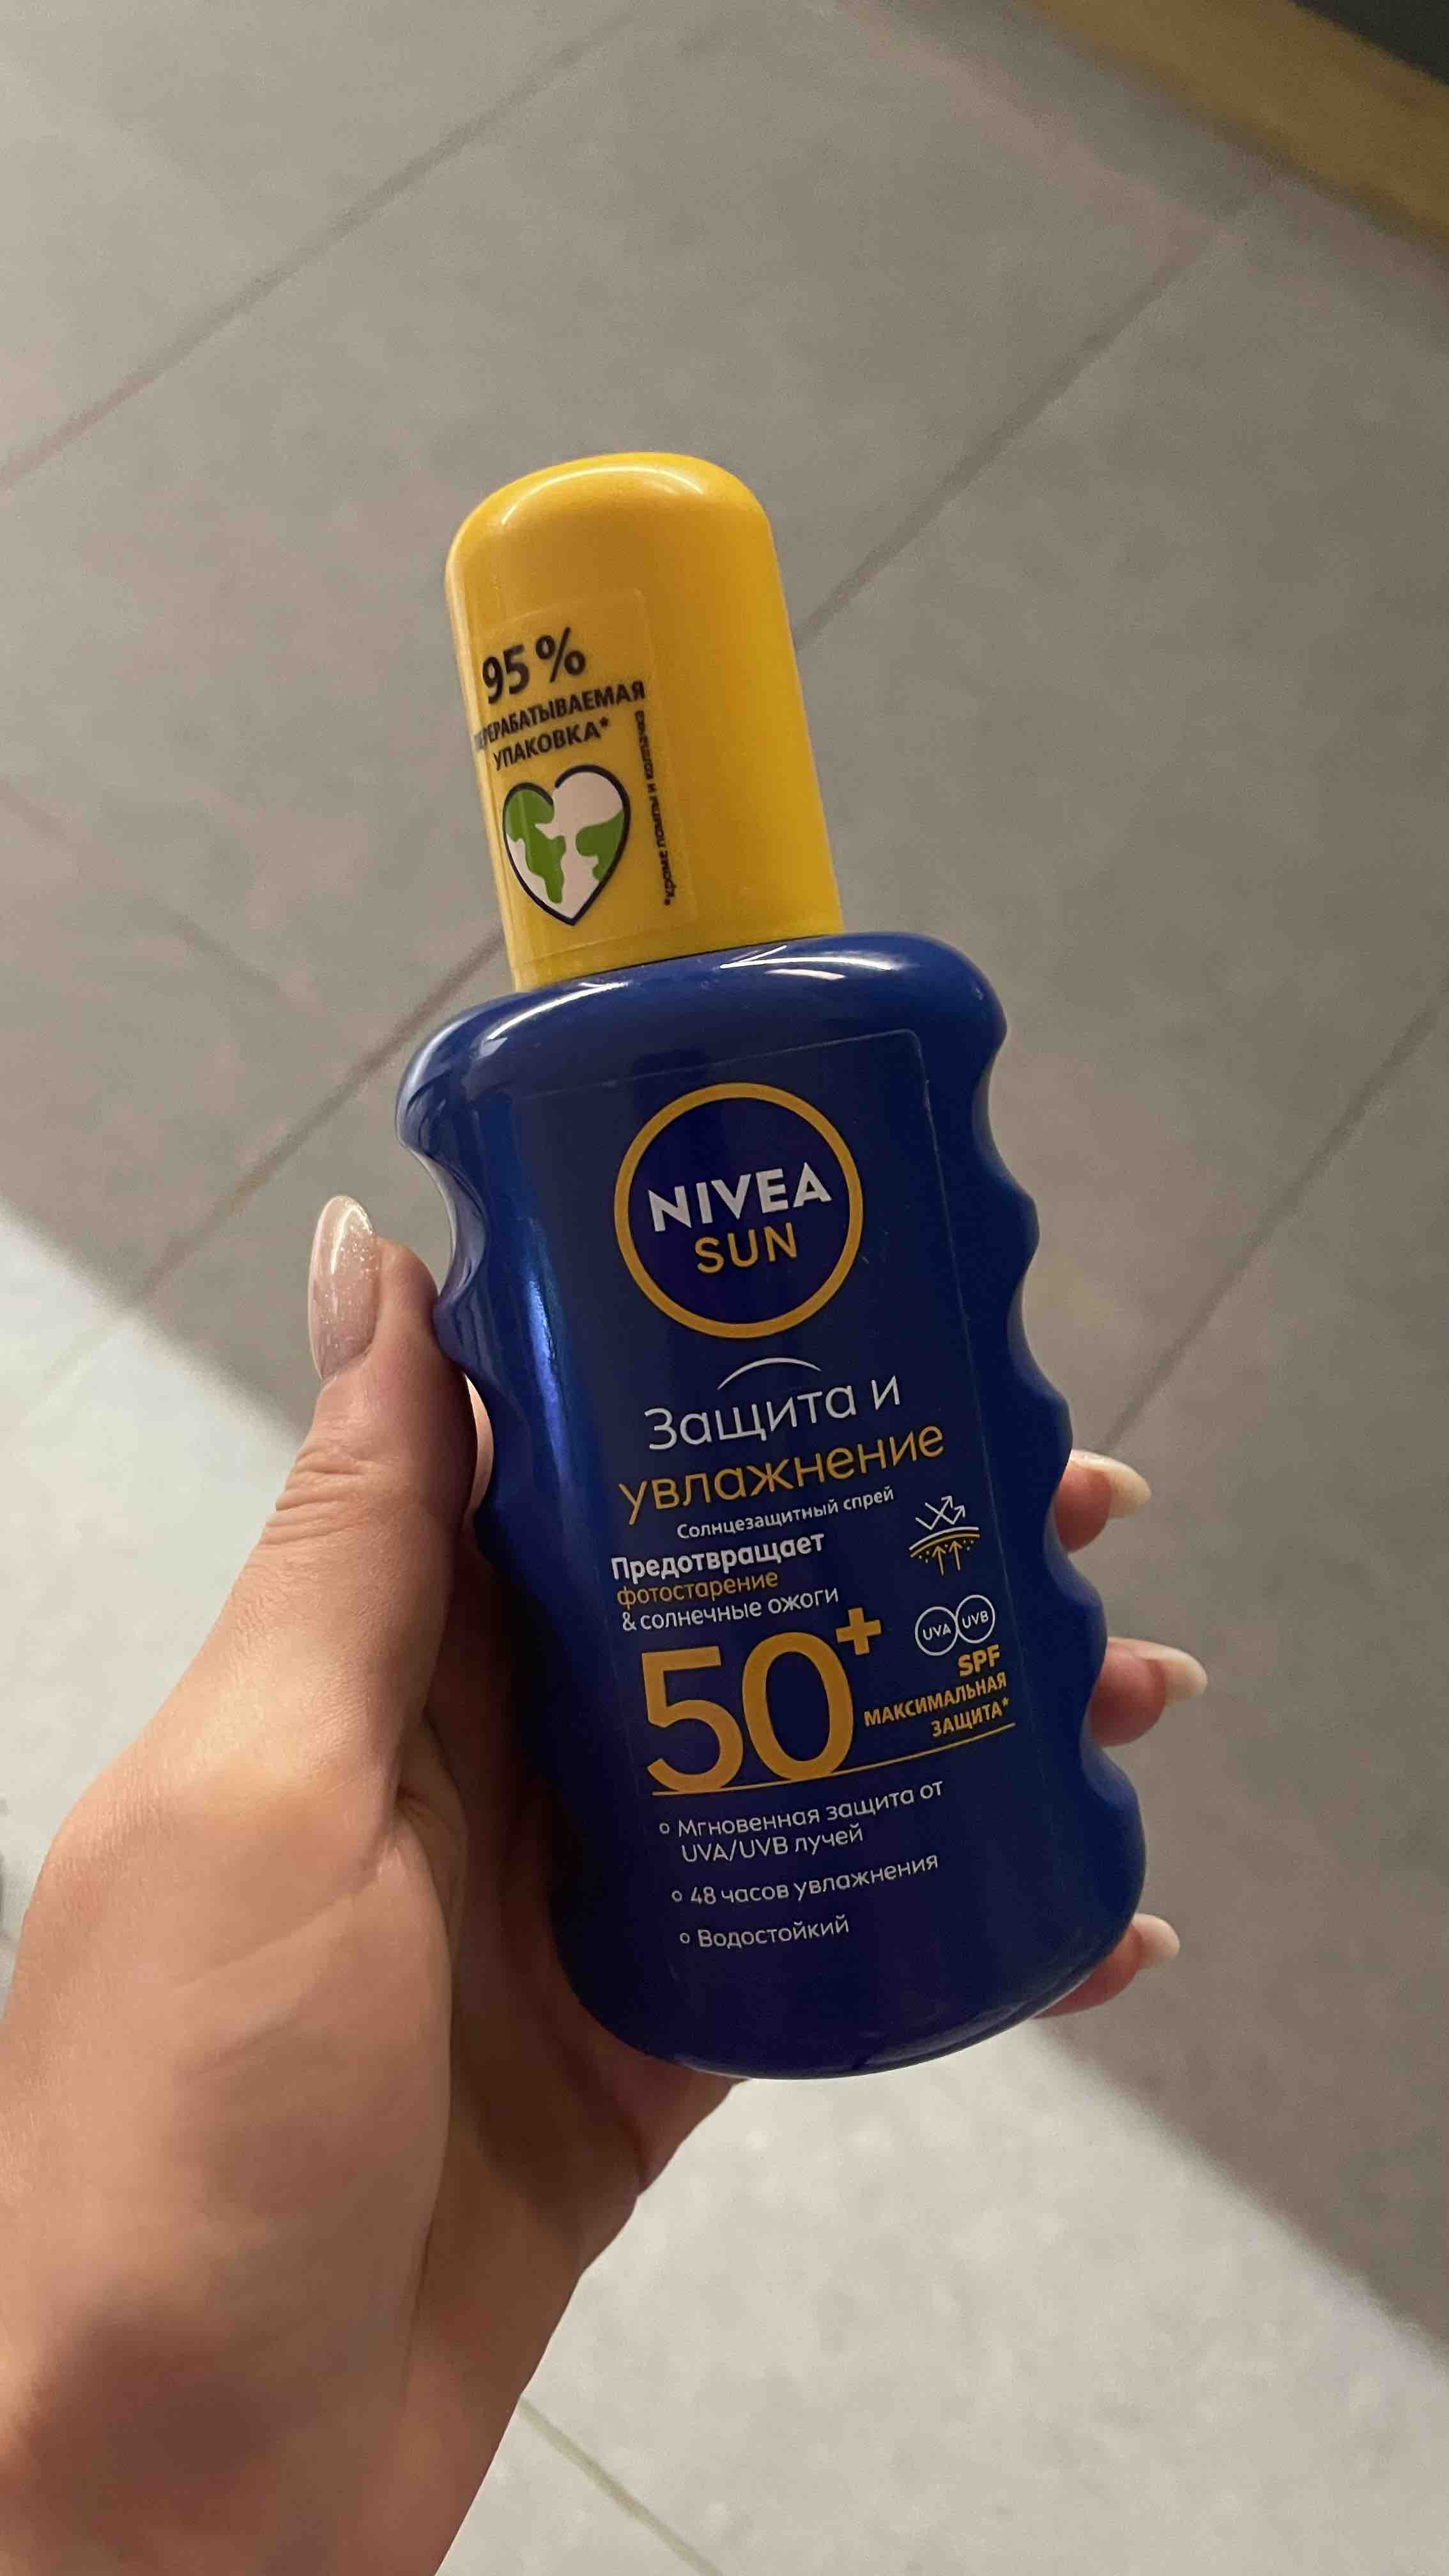 95%
ПЕРЕРАБАТЫВАЕМАЯ
УПАКОВКА*
*кроме помпы и колпачка
NIVEA
SUN
Защита и
увлажнение
Солнцезащитный спрей
Предотвращает
фотостарение
& солнечные ожоги
50+
UVA UVB
SPF
МАКСИМАЛЬНАЯ
ЗАЩИТА*
Мгновенная защита от
UVA/UVB лучей
48 часов увлажнения
Водостойкий